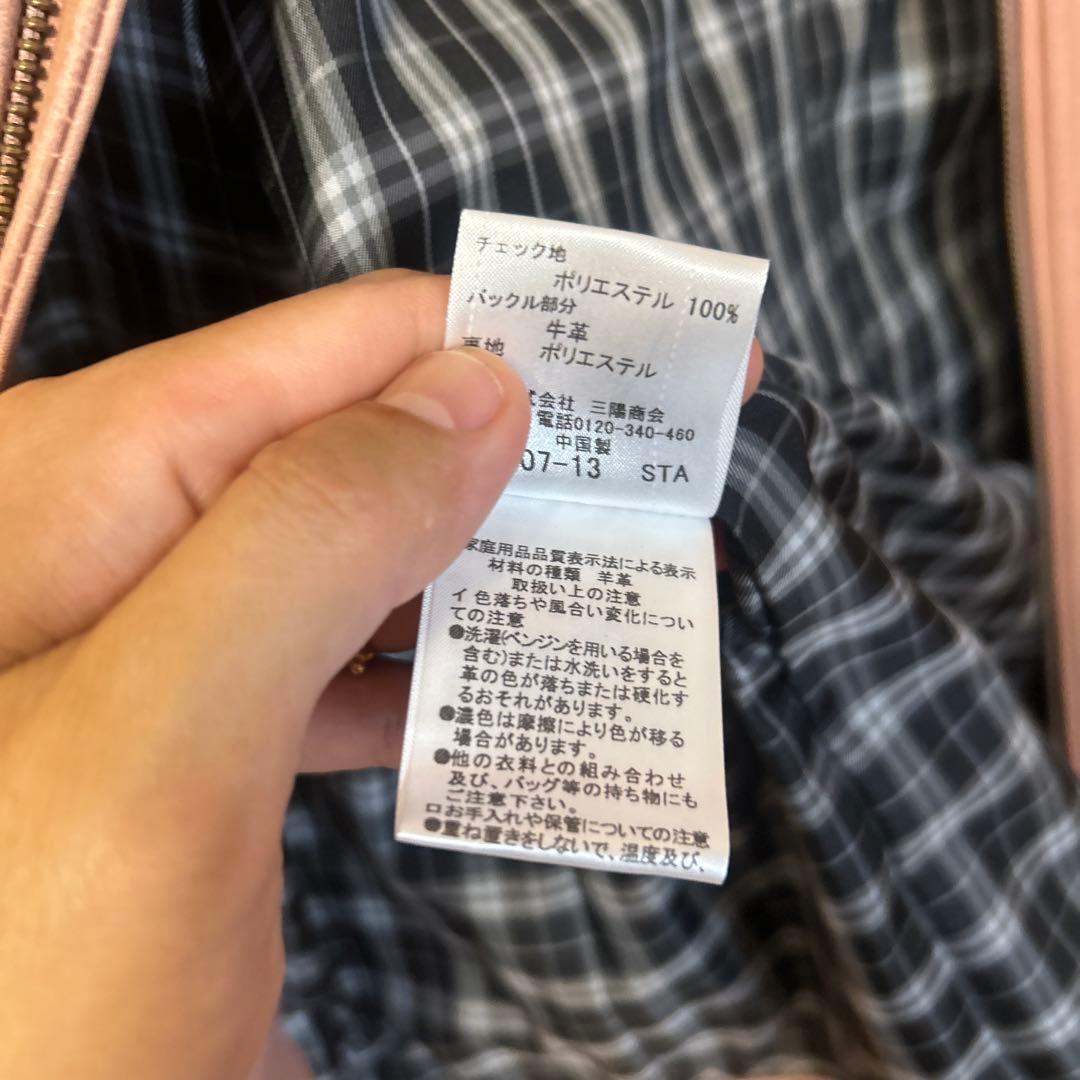 チェック地
ポリエステル 100%
バックル部分
牛革
地 ポリエステル
式会社 三陽商会
電話0120-340-460
中国製
07-13 STA
家庭用品品質表示法による表示
材料の種類 羊革
取扱い上の注意
イ 色落ちや風合い変化につい
ての注意
●洗濯(ベンジンを用いる場合を
含む)または水洗いをすると
革の色が落ちまたは硬化す
るおそれがあります。
●濃色は摩擦により色が移る
場合があります。
●他の衣料との組み合わせ
及び、バッグ等の持ち物にも
ご注意下さい。
ロお手入れや保管についての注意
●重ね置きをしないで、温度及び、